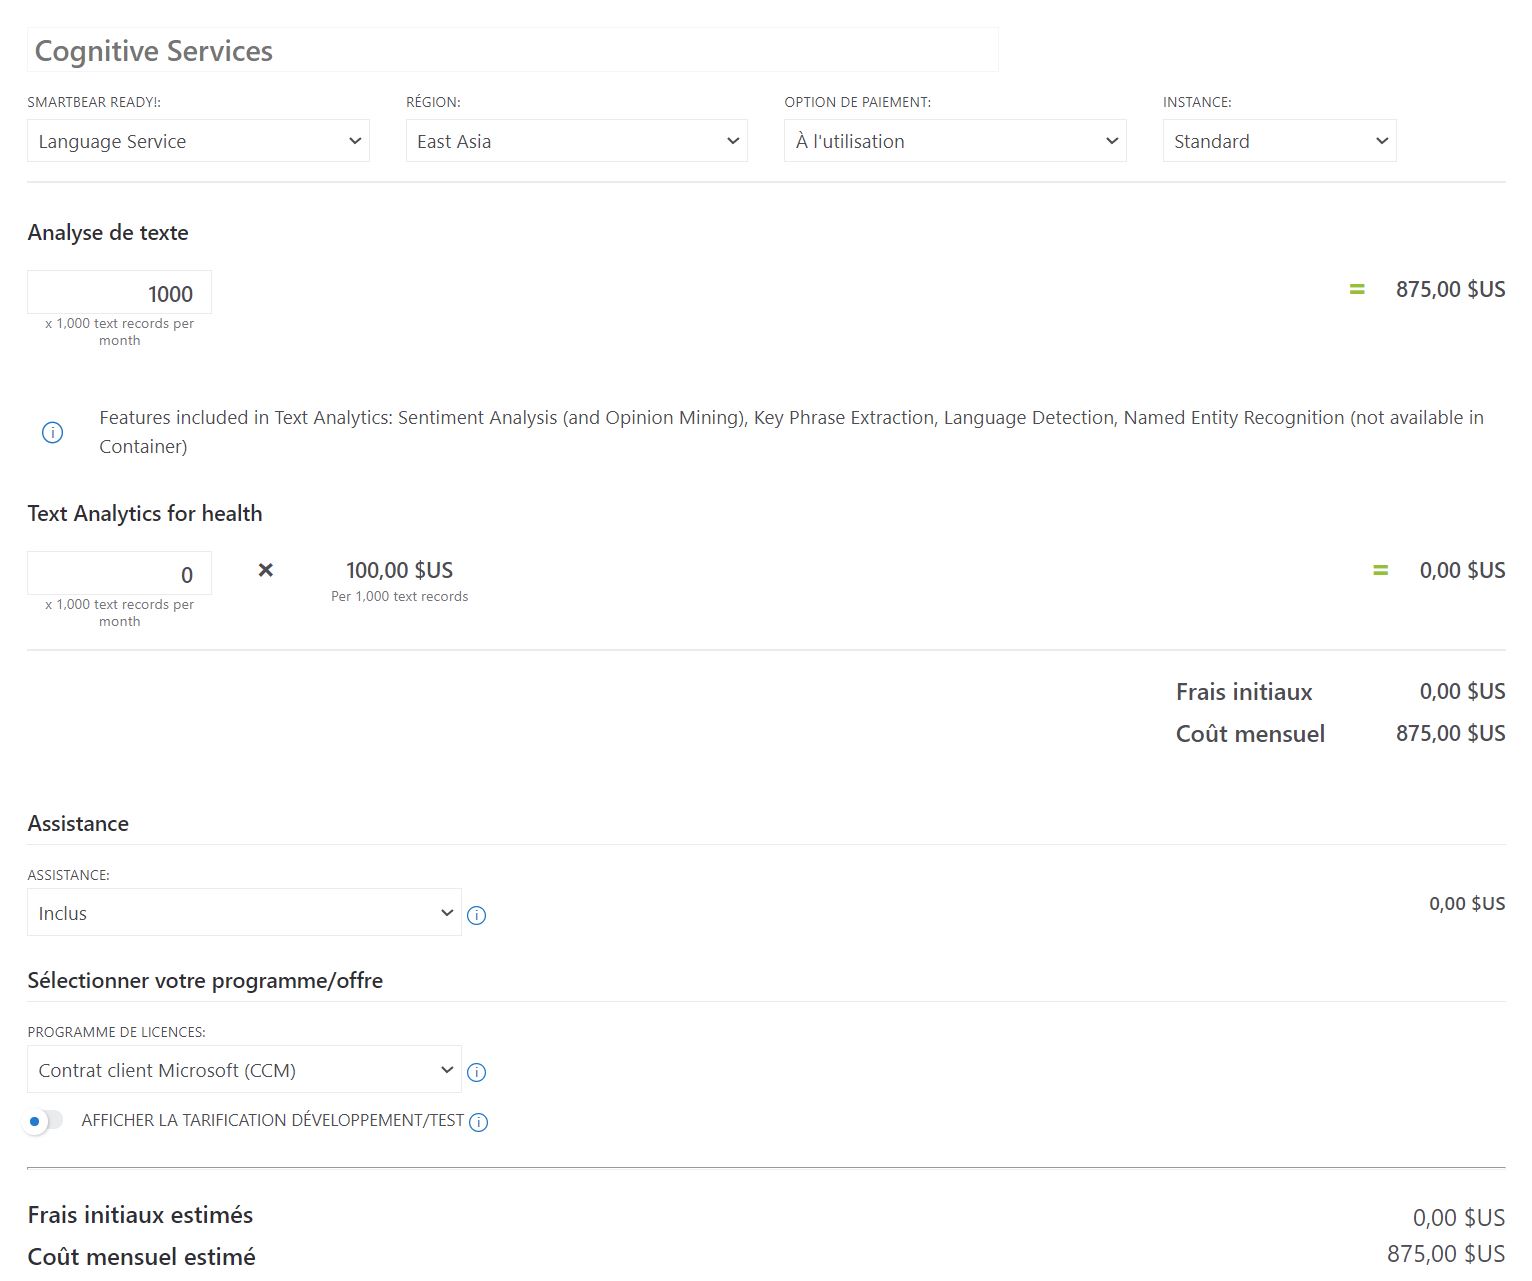 Cognitive Services
SMARTBEAR READY!: RÉGION: OPTION DE PAIEMENT: INSTANCE:
Language Service East Asia À l'utilisation Standard
Analyse de texte
1000 = 875,00 $US
x 1,000 text records per
month
Features included in Text Analytics: Sentiment Analysis (and Opinion Mining), Key Phrase Extraction, Language Detection, Named Entity Recognition (not available in
Container)
Text Analytics for health
0 × 100,00 $US = 0,00 $US
x 1,000 text records per Per 1,000 text records
month
Frais initiaux 0,00 $US
Coût mensuel 875,00 $US
Assistance
ASSISTANCE:
Inclus 0,00 $US
Sélectionner votre programme/offre
PROGRAMME DE LICENCES:
Contrat client Microsoft (CCM)
AFFICHER LA TARIFICATION DÉVELOPPEMENT/TEST
Frais initiaux estimés 0,00 $US
Coût mensuel estimé 875,00 $US